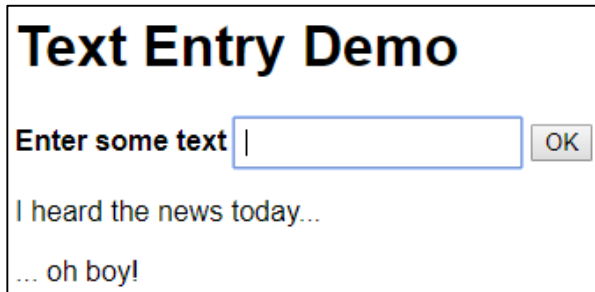 Text Entry Demo
Enter some text OK
I heard the news today...
... oh boy!